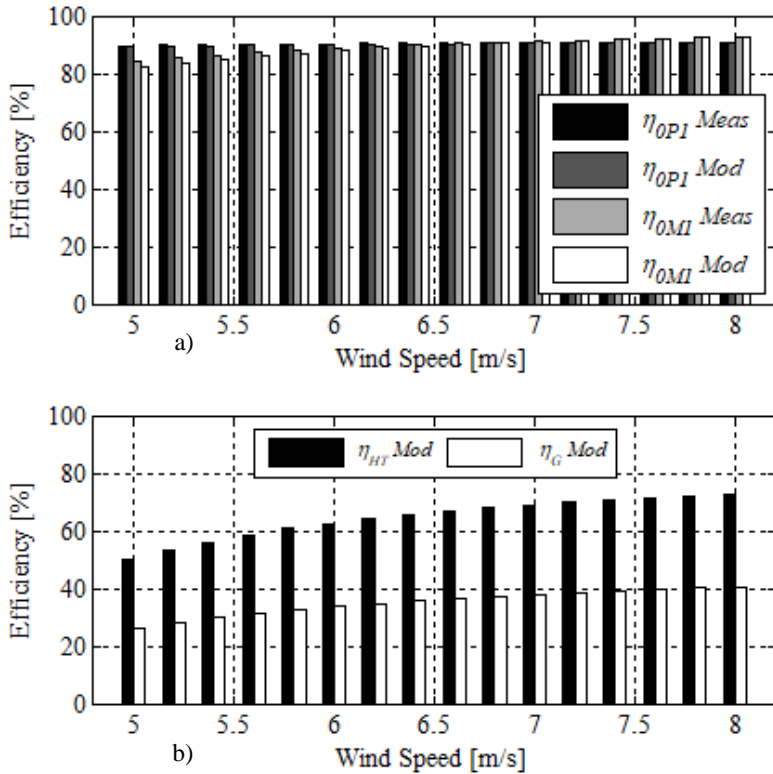 100
80
60
40
20
0
Efficiency [%]
η0P1 Meas
η0P1 Mod
η0MI Meas
η0MI Mod
5 5.5 6 6.5 7 7.5 8
a)
Wind Speed [m/s]
100
80
60
40
20
0
Efficiency [%]
ηHT Mod ηG Mod
5 5.5 6 6.5 7 7.5 8
b)
Wind Speed [m/s]